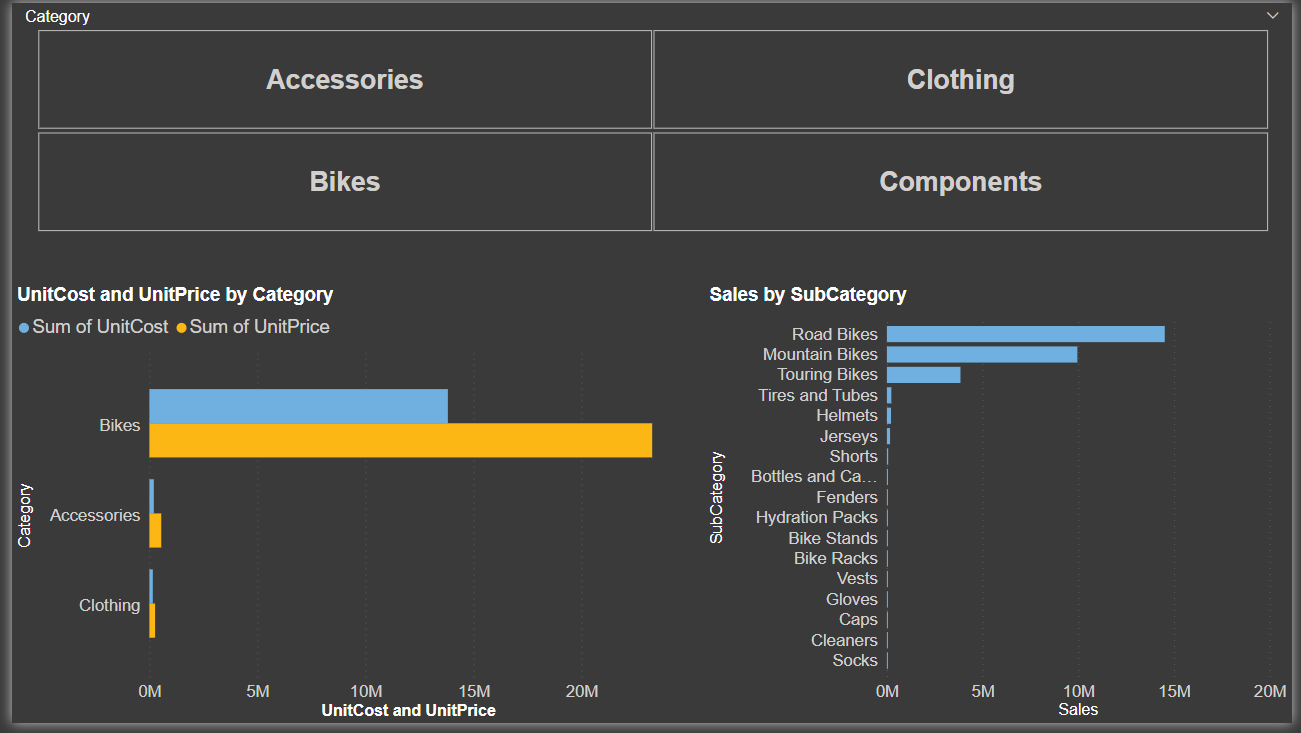 Category
Accessories
Clothing
Bikes
Components
UnitCost and UnitPrice by Category
Sum of UnitCost Sum of UnitPrice
Category
Bikes
Accessories
Clothing
0M 5M 10M 15M 20M
UnitCost and UnitPrice
Sales by SubCategory
SubCategory
Road Bikes
Mountain Bikes
Touring Bikes
Tires and Tubes
Helmets
Jerseys
Shorts
Bottles and Ca…
Fenders
Hydration Packs
Bike Stands
Bike Racks
Vests
Gloves
Caps
Cleaners
Socks
0M 5M 10M 15M 20M
Sales